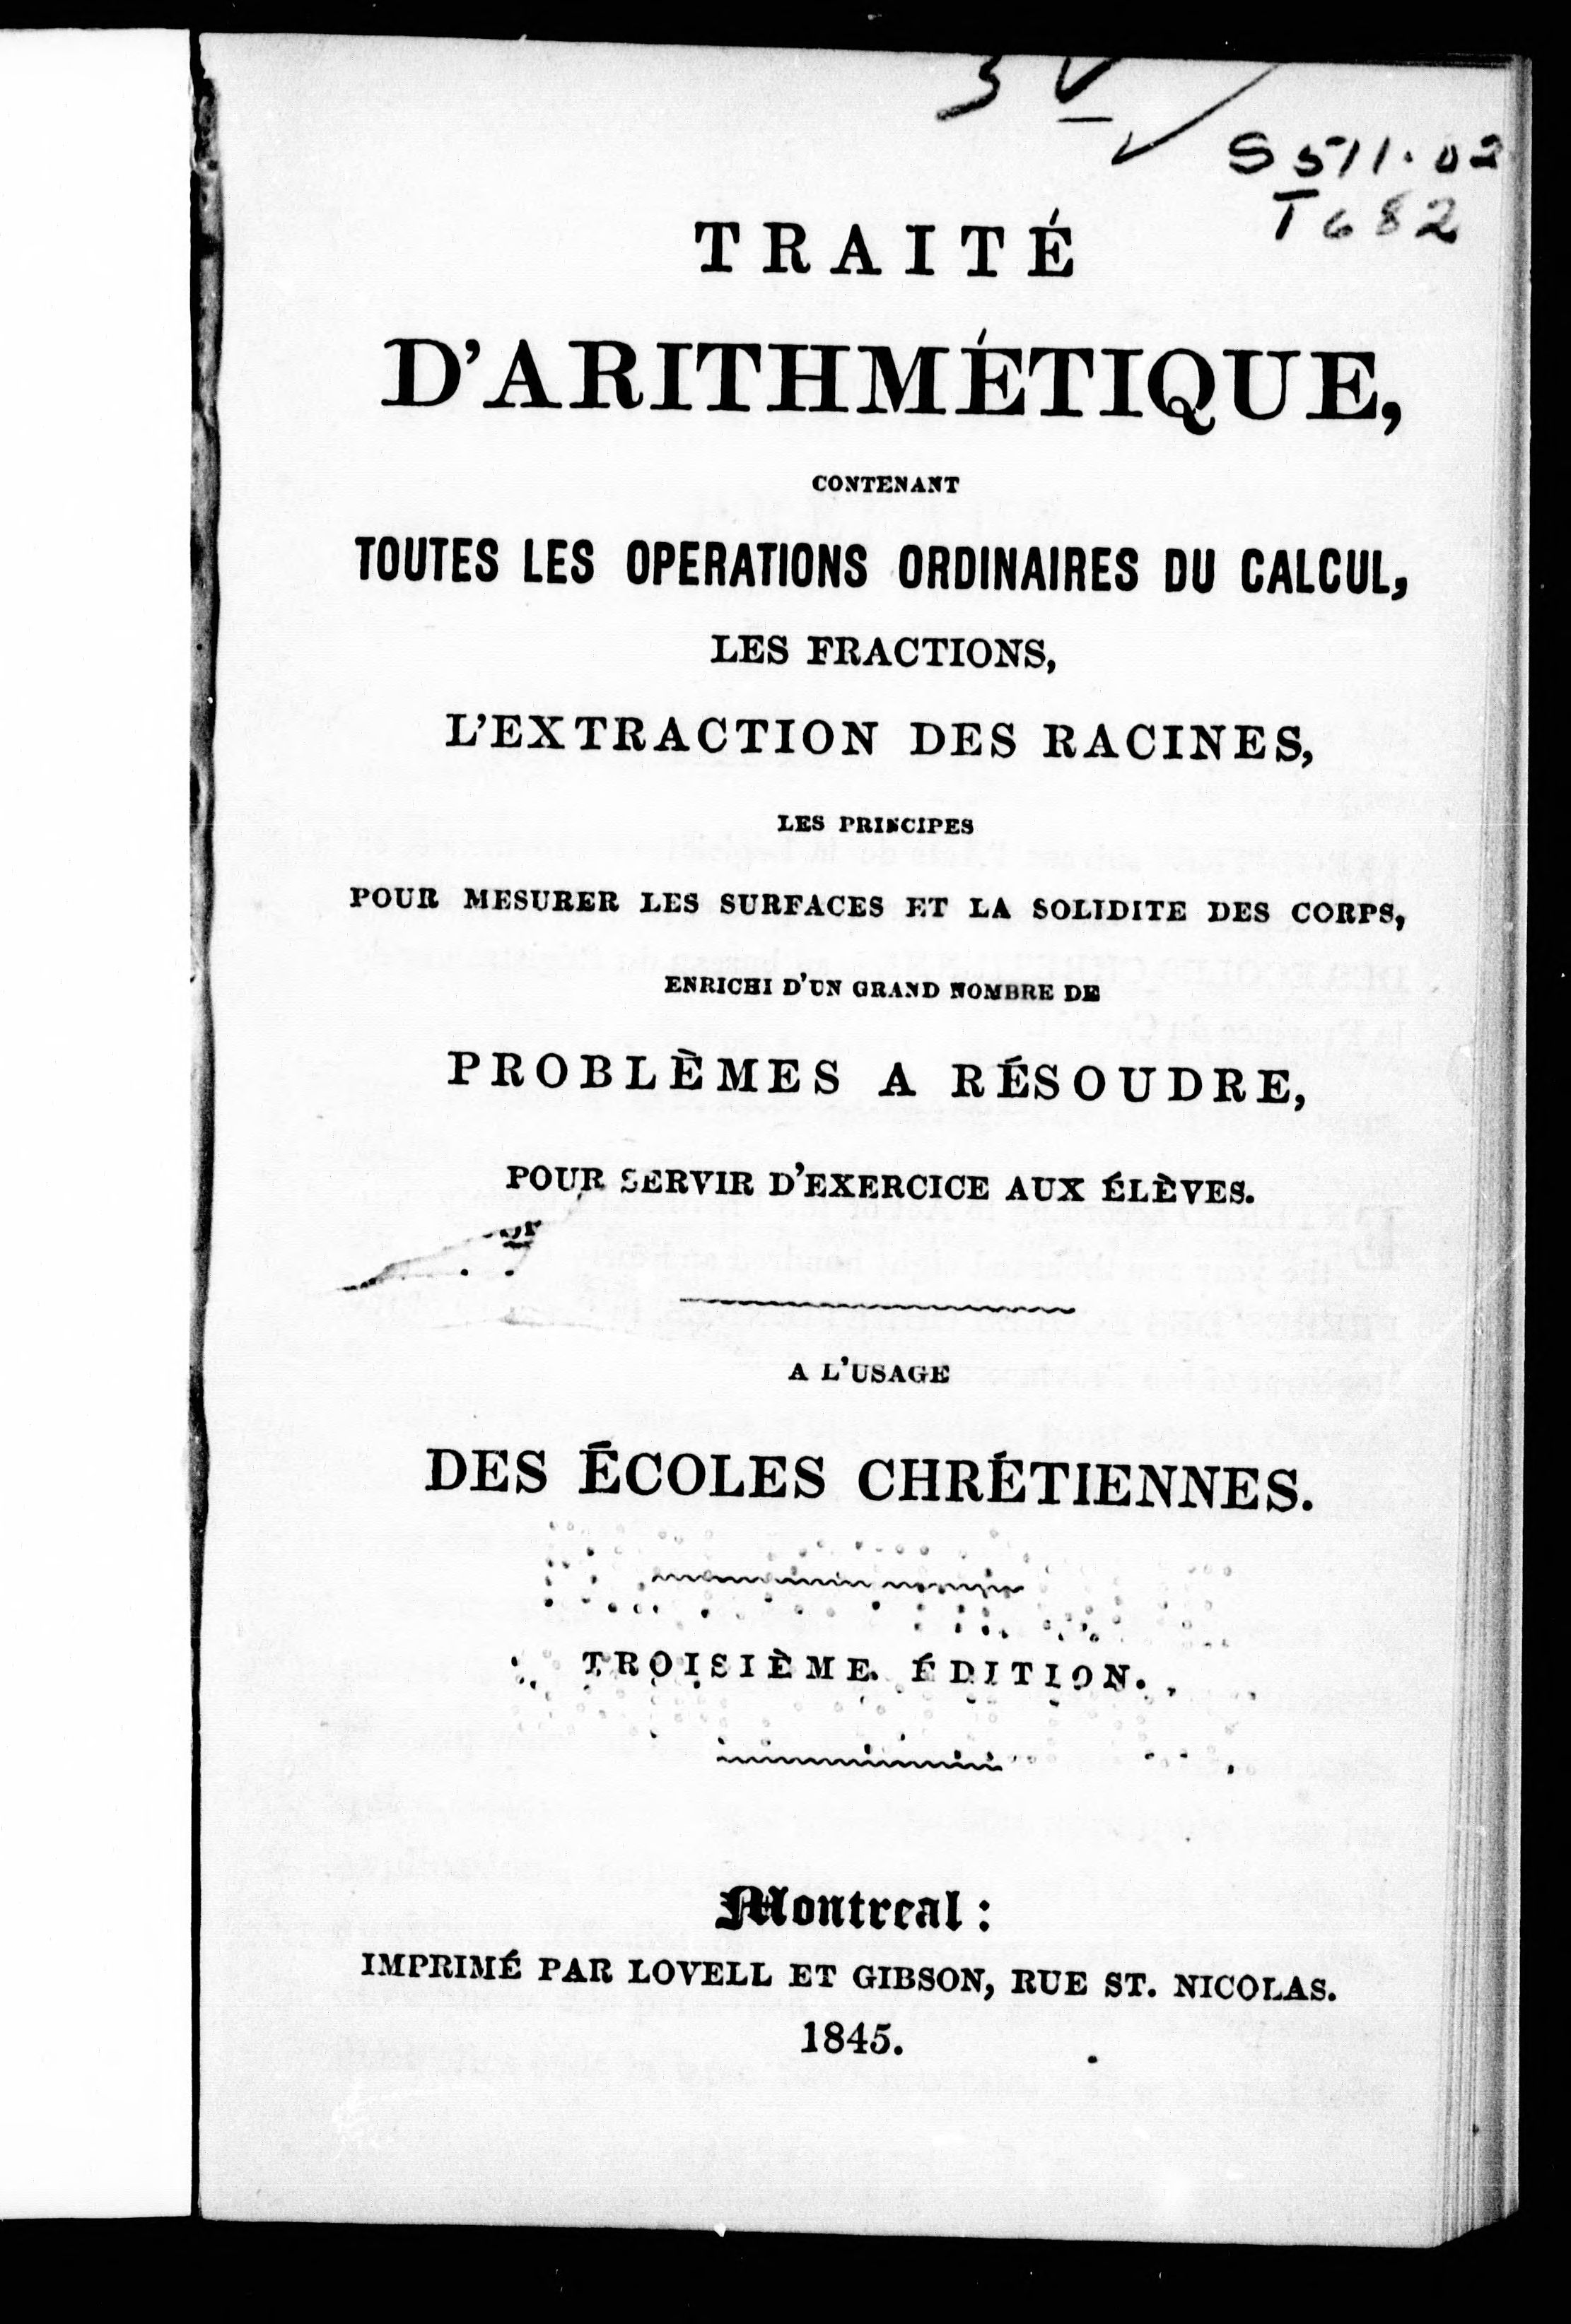 3 V
S 511.02
T682
TRAITÉ
D'ARITHMÉTIQUE,
CONTENANT
TOUTES LES OPERATIONS ORDINAIRES DU CALCUL,
LES FRACTIONS,
L'EXTRACTION DES RACINES,
LES PRINCIPES
POUR MESURER LES SURFACES ET LA SOLIDITE DES CORPS,
ENRICHI D'UN GRAND NOMBRE DE
PROBLÈMES A RÉSOUDRE,
POUR SERVIR D'EXERCICE AUX ÉLÈVES.
A L'USAGE
DES ÉCOLES CHRÉTIENNES.
TROISIÈME ÉDITION.
Montreal:
IMPRIMÉ PAR LOVELL ET GIBSON, RUE ST. NICOLAS.
1845.